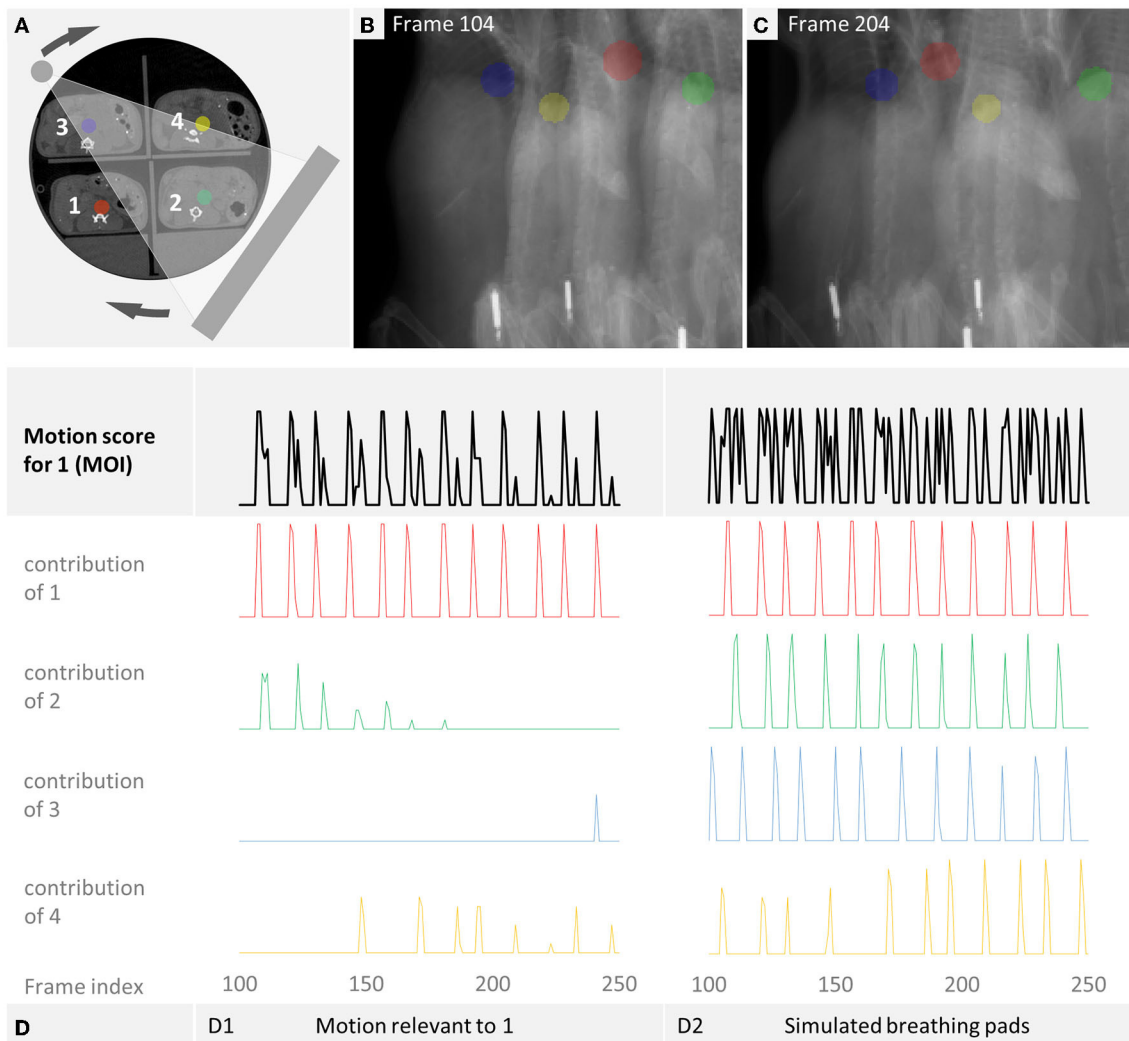 A
3
4
1
2
B Frame 104
C Frame 204
Motion score
for 1 (MOI)
contribution
of 1
contribution
of 2
contribution
of 3
contribution
of 4
Frame index
100 150 200 250
100 150 200 250
D
D1 Motion relevant to 1
D2 Simulated breathing pads